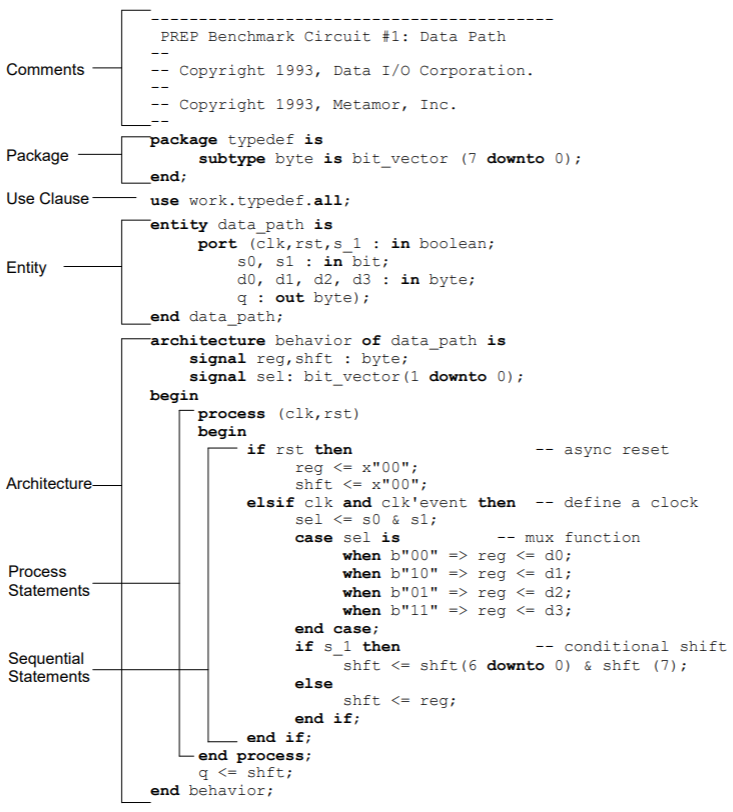 ------------------------------------------
PREP Benchmark Circuit #1: Data Path
--
Comments
-- Copyright 1993, Data I/O Corporation.
--
-- Copyright 1993, Metamor, Inc.
--
package typedef is
Package
subtype byte is bit_vector (7 downto 0);
end;
Use Clause
use work.typedef.all;
entity data_path is
port (clk,rst,s_1 : in boolean;
s0, s1 : in bit;
Entity
d0, d1, d2, d3 : in byte;
q : out byte);
end data_path;
architecture behavior of data_path is
signal reg,shft : byte;
signal sel: bit_vector(1 downto 0);
begin
process (clk,rst)
begin
if rst then -- async reset
reg <= x"00";
Architecture
shft <= x"00";
elsif clk and clk'event then -- define a clock
sel <= s0 & s1;
case sel is -- mux function
when b"00" => reg <= d0;
Process
Statements
when b"10" => reg <= d1;
when b"01" => reg <= d2;
when b"11" => reg <= d3;
end case;
if s_1 then -- conditional shift
Sequential
Statements
shft <= shft(6 downto 0) & shft (7);
else
shft <= reg;
end if;
end if;
end process;
q <= shft;
end behavior;